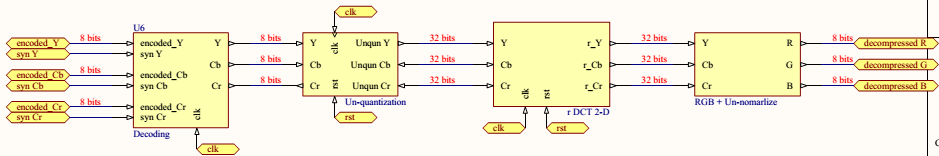 clk
U6
encoded_Y 8 bits encoded_Y Y 8 bits Y clk Unqun Y 32 bits Y r_Y 32 bits Y R 8 bits decompressed R
syn Y syn Y
Cb 8 bits Cb Unqun Cb 32 bits Cb r_Cb 32 bits Cb G 8 bits decompressed G
encoded_Cb 8 bits encoded_Cb
syn Cb syn Cb Cr 8 bits Cr rst Unqun Cr 32 bits Cr clk rst r_Cr 32 bits Cr B 8 bits decompressed B
encoded_Cr 8 bits encoded_Cr Un-quantization RGB + Un-nomarlize
syn Cr syn Cr clk rst r DCT 2-D
Decoding clk rst
clk